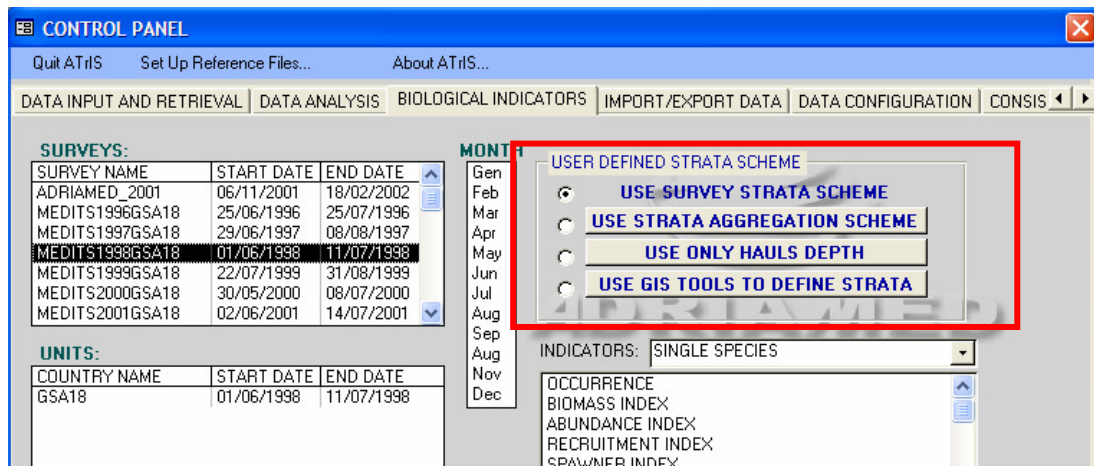 CONTROL PANEL
Quit ATrIS Set Up Reference Files... About ATrIS...
DATA INPUT AND RETRIEVAL DATA ANALYSIS BIOLOGICAL INDICATORS IMPORT/EXPORT DATA DATA CONFIGURATION CONSIS
SURVEYS:
SURVEY NAME START DATE END DATE
ADRIAMED_2001 06/11/2001 18/02/2002
MEDITS1996GSA18 25/06/1996 25/07/1996
MEDITS1997GSA18 29/06/1997 08/08/1997
MEDITS1998GSA18 01/06/1998 11/07/1998
MEDITS1999GSA18 22/07/1999 31/08/1999
MEDITS2000GSA18 30/05/2000 08/07/2000
MEDITS2001GSA18 02/06/2001 14/07/2001
UNITS:
COUNTRY NAME START DATE END DATE
GSA18 01/06/1998 11/07/1998
MONTH
Gen
Feb
Mar
Apr
May
Jun
Jul
Aug
Sep
Aug
Nov
Dec
USER DEFINED STRATA SCHEME
USE SURVEY STRATA SCHEME
USE STRATA AGGREGATION SCHEME
USE ONLY HAULS DEPTH
USE GIS TOOLS TO DEFINE STRATA
ADRIAMED
INDICATORS: SINGLE SPECIES
OCCURRENCE
BIOMASS INDEX
ABUNDANCE INDEX
RECRUITMENT INDEX
SPAWNER INDEX